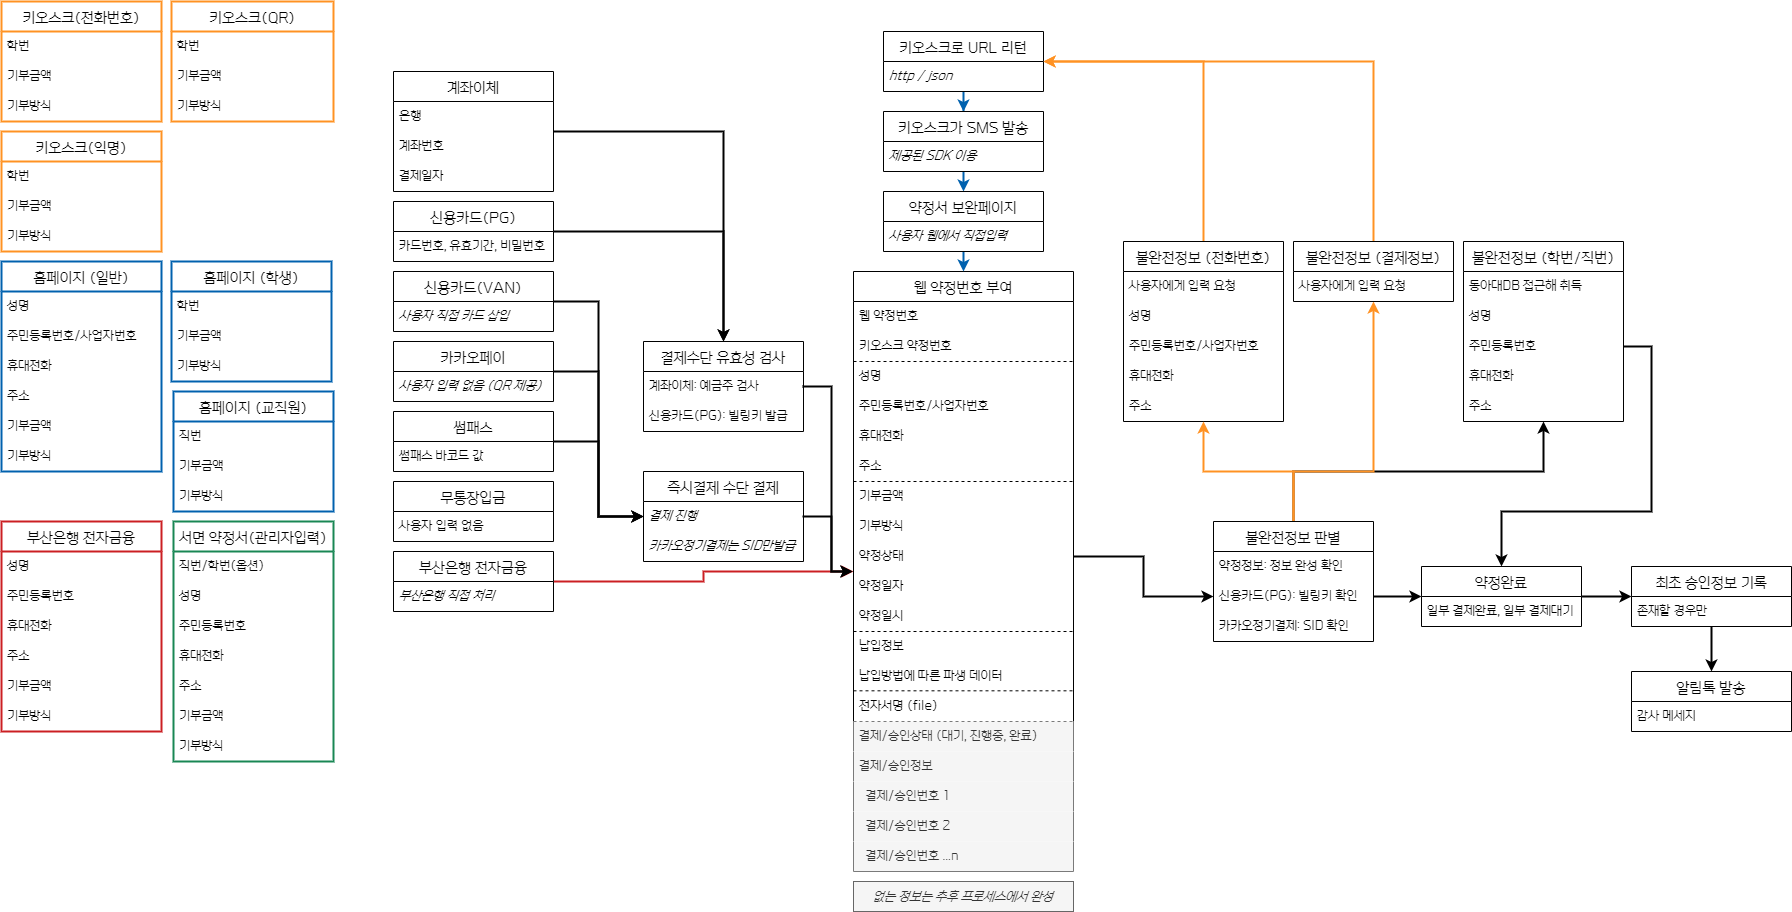 키오스크(전화번호)
학번
기부금액
기부방식
키오스크(QR)
학번
기부금액
기부방식
키오스크(익명)
학번
기부금액
기부방식
홈페이지 (일반)
성명
주민등록번호/사업자번호
휴대전화
주소
기부금액
기부방식
홈페이지 (학생)
학번
기부금액
기부방식
홈페이지 (교직원)
직번
기부금액
기부방식
부산은행 전자금융
성명
주민등록번호
휴대전화
주소
기부금액
기부방식
서면 약정서(관리자입력)
직번/학번(옵션)
성명
주민등록번호
휴대전화
주소
기부금액
기부방식
계좌이체
은행
계좌번호
결제일자
신용카드(PG)
카드번호, 유효기간, 비밀번호
신용카드(VAN)
사용자 직접 카드 삽입
카카오페이
사용자 입력 없음 (QR 제공)
썸패스
썸패스 바코드 값
무통장입금
사용자 입력 없음
부산은행 전자금융
부산은행 직접 처리
결제수단 유효성 검사
계좌이체: 예금주 검사
신용카드(PG): 빌링키 발급
즉시결제 수단 결제
결제 진행
카카오정기결제는 SID만발급
키오스크로 URL 리턴
http / json
키오스크가 SMS 발송
제공된 SDK 이용
약정서 보완페이지
사용자 웹에서 직접입력
웹 약정번호 부여
웹 약정번호
키오스크 약정번호
성명
주민등록번호/사업자번호
휴대전화
주소
기부금액
기부방식
약정상태
약정일자
약정일시
납입정보
납입방법에 따른 파생 데이터
전자서명 (file)
결제/승인상태 (대기, 진행중, 완료)
결제/승인정보
결제/승인번호 1
결제/승인번호 2
결제/승인번호 ...n
없는 정보는 추후 프로세스에서 완성
불완전정보 (전화번호)
사용자에게 입력 요청
성명
주민등록번호/사업자번호
휴대전화
주소
불완전정보 (결제정보)
사용자에게 입력 요청
불완전정보 (학번/직번)
동아대DB 접근해 취득
성명
주민등록번호
휴대전화
주소
불완전정보 판별
약정정보: 정보 완성 확인
신용카드(PG): 빌링키 확인
카카오정기결제: SID 확인
약정완료
일부 결제완료, 일부 결제대기
최초 승인정보 기록
존재할 경우만
알림톡 발송
감사 메세지